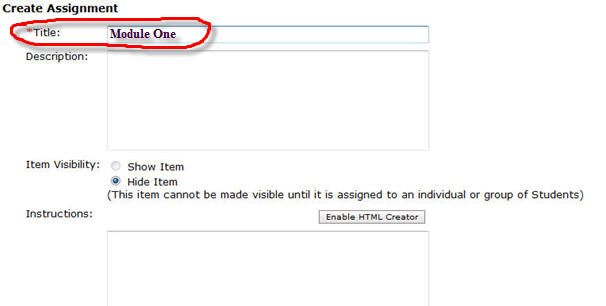 Create Assignment
*Title: Module One
Description:
Item Visibility: Show Item
Hide Item
(This item cannot be made visible until it is assigned to an individual or group of Students)
Instructions: Enable HTML Creator